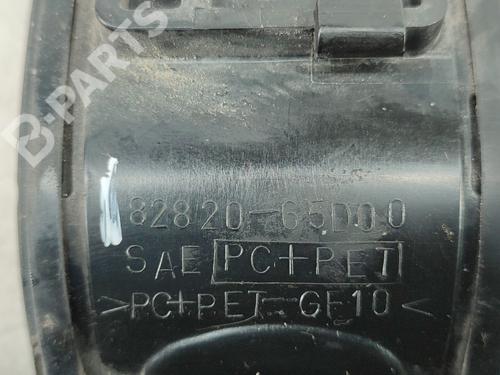 B-PARTS
82820-65D00
SAE PC+PET
>PC+PET-GF10<